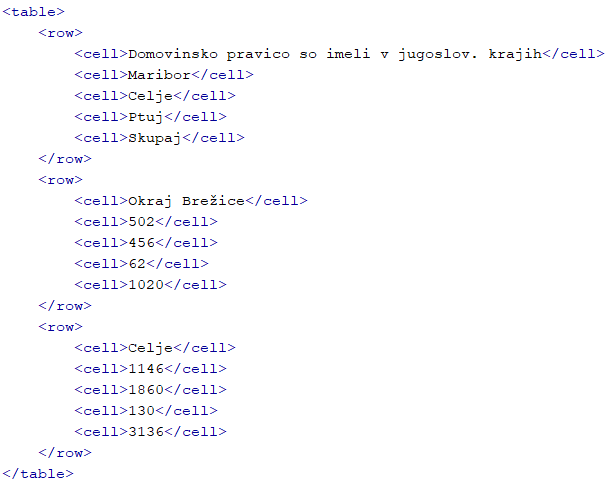 <table>
<row>
<cell>Domovinsko pravico so imeli v jugoslov. krajih</cell>
<cell>Maribor</cell>
<cell>Celje</cell>
<cell>Ptuj</cell>
<cell>Skupaj</cell>
</row>
<row>
<cell>Okraj Brežice</cell>
<cell>502</cell>
<cell>456</cell>
<cell>62</cell>
<cell>1020</cell>
</row>
<row>
<cell>Celje</cell>
<cell>1146</cell>
<cell>1860</cell>
<cell>130</cell>
<cell>3136</cell>
</row>
</table>